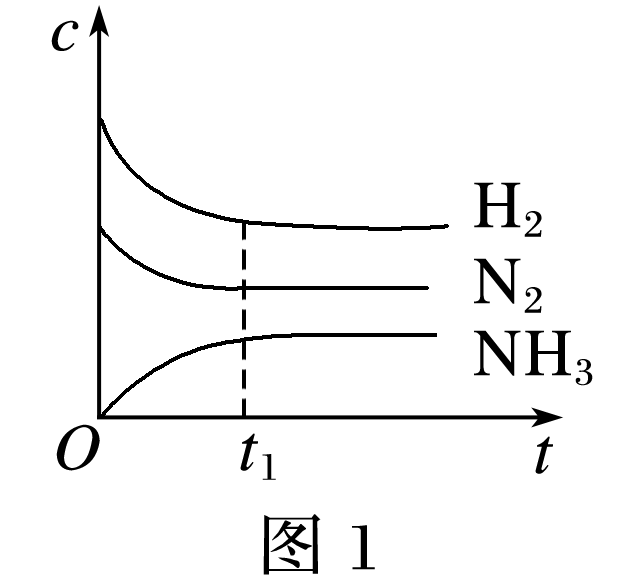 c
H₂
N₂
NH₃
O t₁ t
图 1